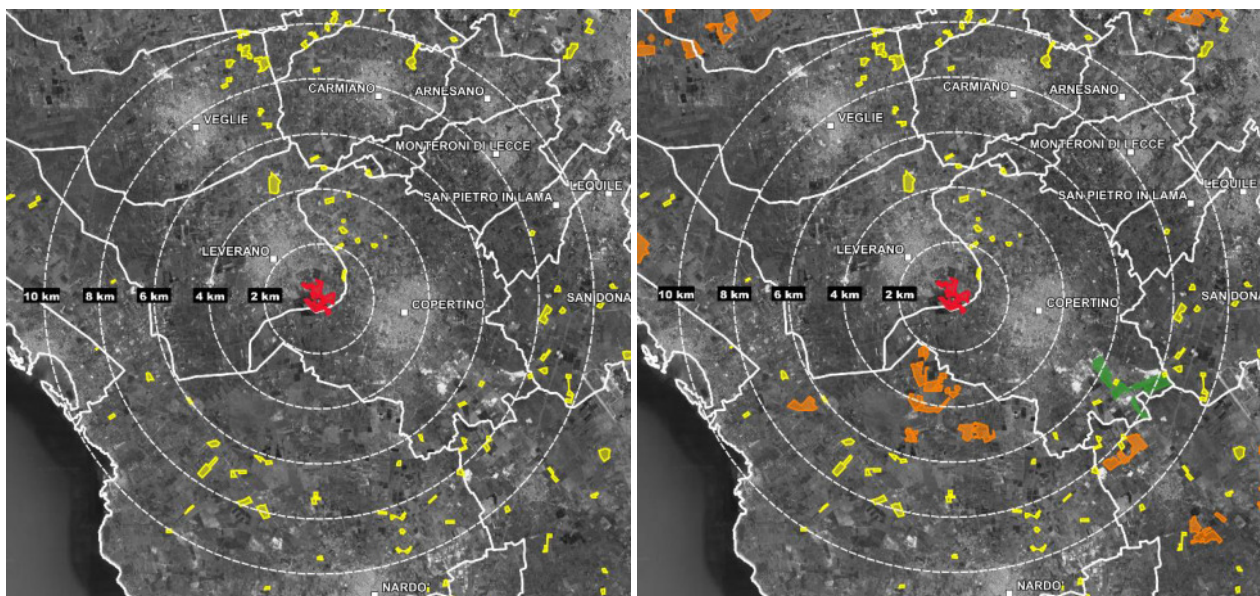 CARMIANO
ARNESANO
VEGLIE
MONTERONI DI LECCE
LEQUILE
SAN PIETRO IN LAMA
LEVERANO
10 km
8 km
6 km
4 km
2 km
SAN DONA
COPERTINO
NARDO'
CARMIANO
ARNESANO
VEGLIE
MONTERONI DI LECCE
LEQUILE
SAN PIETRO IN LAMA
LEVERANO
10 km
8 km
6 km
4 km
2 km
SAN DONA
COPERTINO
NARDO'